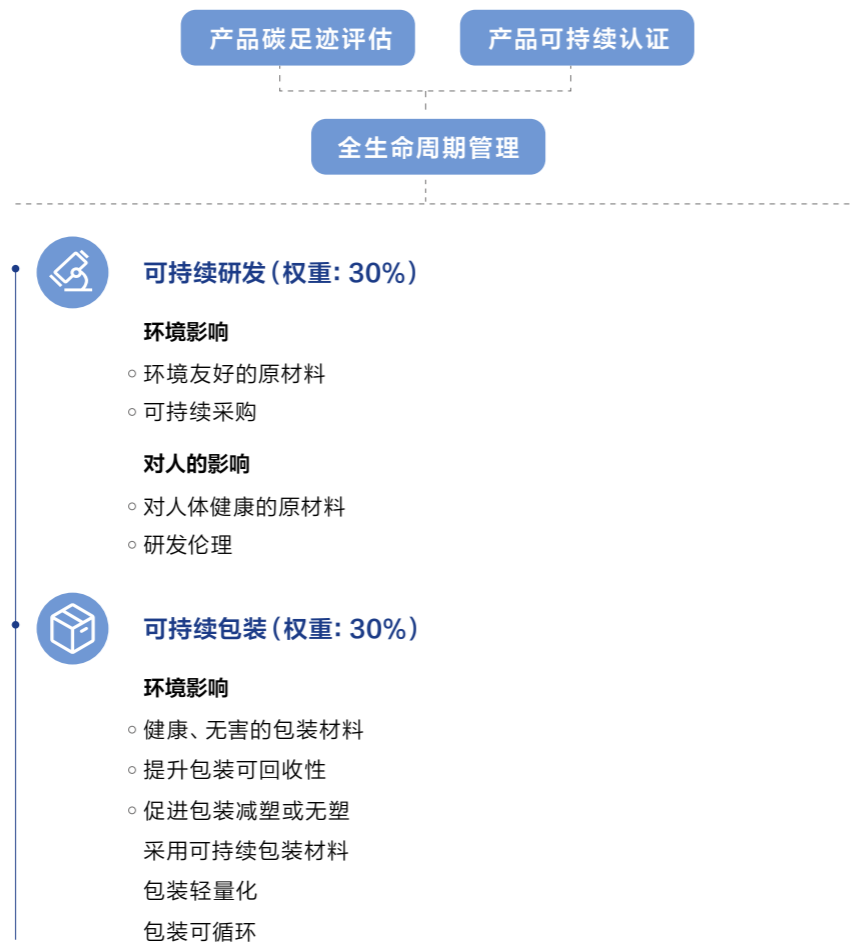 产品碳足迹评估
产品可持续认证
全生命周期管理
可持续研发（权重：30%）
环境影响
环境友好的原材料
可持续采购
对人的影响
对人体健康的原材料
研发伦理
可持续包装（权重：30%）
环境影响
健康、无害的包装材料
提升包装可回收性
促进包装减塑或无塑
采用可持续包装材料
包装轻量化
包装可循环